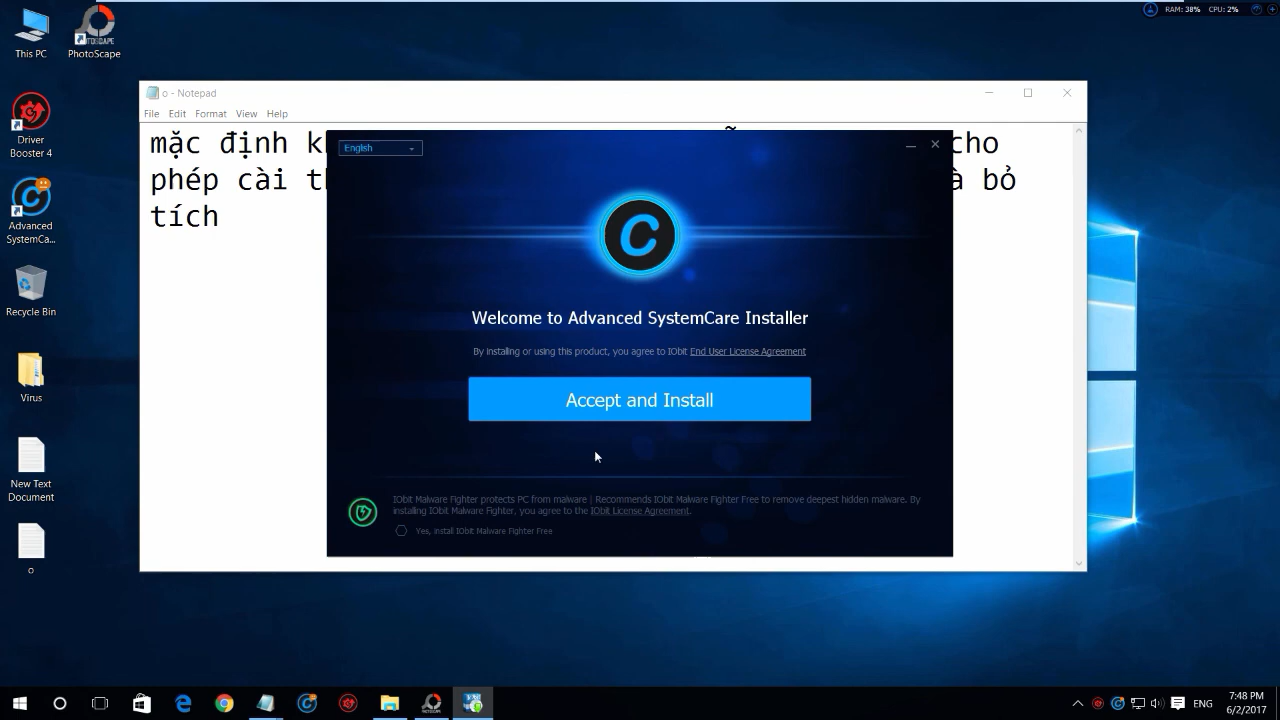 This PC
PhotoScape
RAM: 38% CPU: 2%
Driver
Booster 4
Advanced
SystemCa...
Recycle Bin
Virus
New Text
Document
o
o - Notepad
File Edit Format View Help
mặc định cho
phép cài bỏ
tích
English
C
Welcome to Advanced SystemCare Installer
By installing or using this product, you agree to IObit End User License Agreement
Accept and Install
IObit Malware Fighter protects PC from malware | Recommends IObit Malware Fighter Free to remove deepest hidden malware. By
installing IObit Malware Fighter, you agree to the IObit License Agreement.
Yes, install IObit Malware Fighter Free
ENG
7:48 PM
6/2/2017